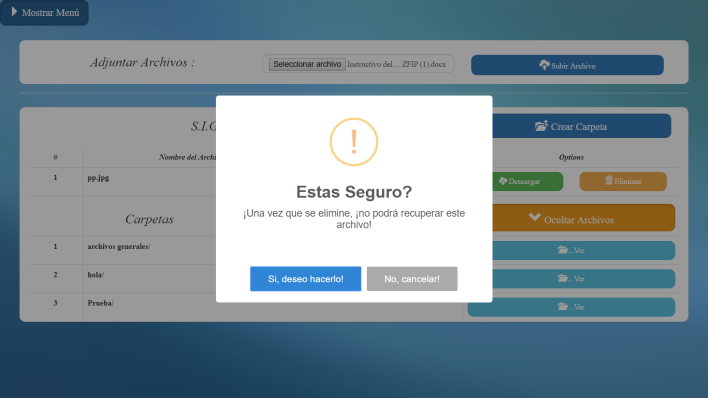 Mostrar Menú
Adjuntar Archivos :
Seleccionar archivo Instructivo del... ZFIP (1).docx
Subir Archivo
S.I.G
Crear Carpeta
# Nombre del Archi Options
1 pp.jpg Descargar Eliminar
Carpetas Ocultar Archivos
1 archivos generales/ ...Ver
2 hola/ ...Ver
3 Prueba/ ...Ver
!
Estas Seguro?
¡Una vez que se elimine, ¡no podrá recuperar este
archivo!
Si, deseo hacerlo!
No, cancelar!